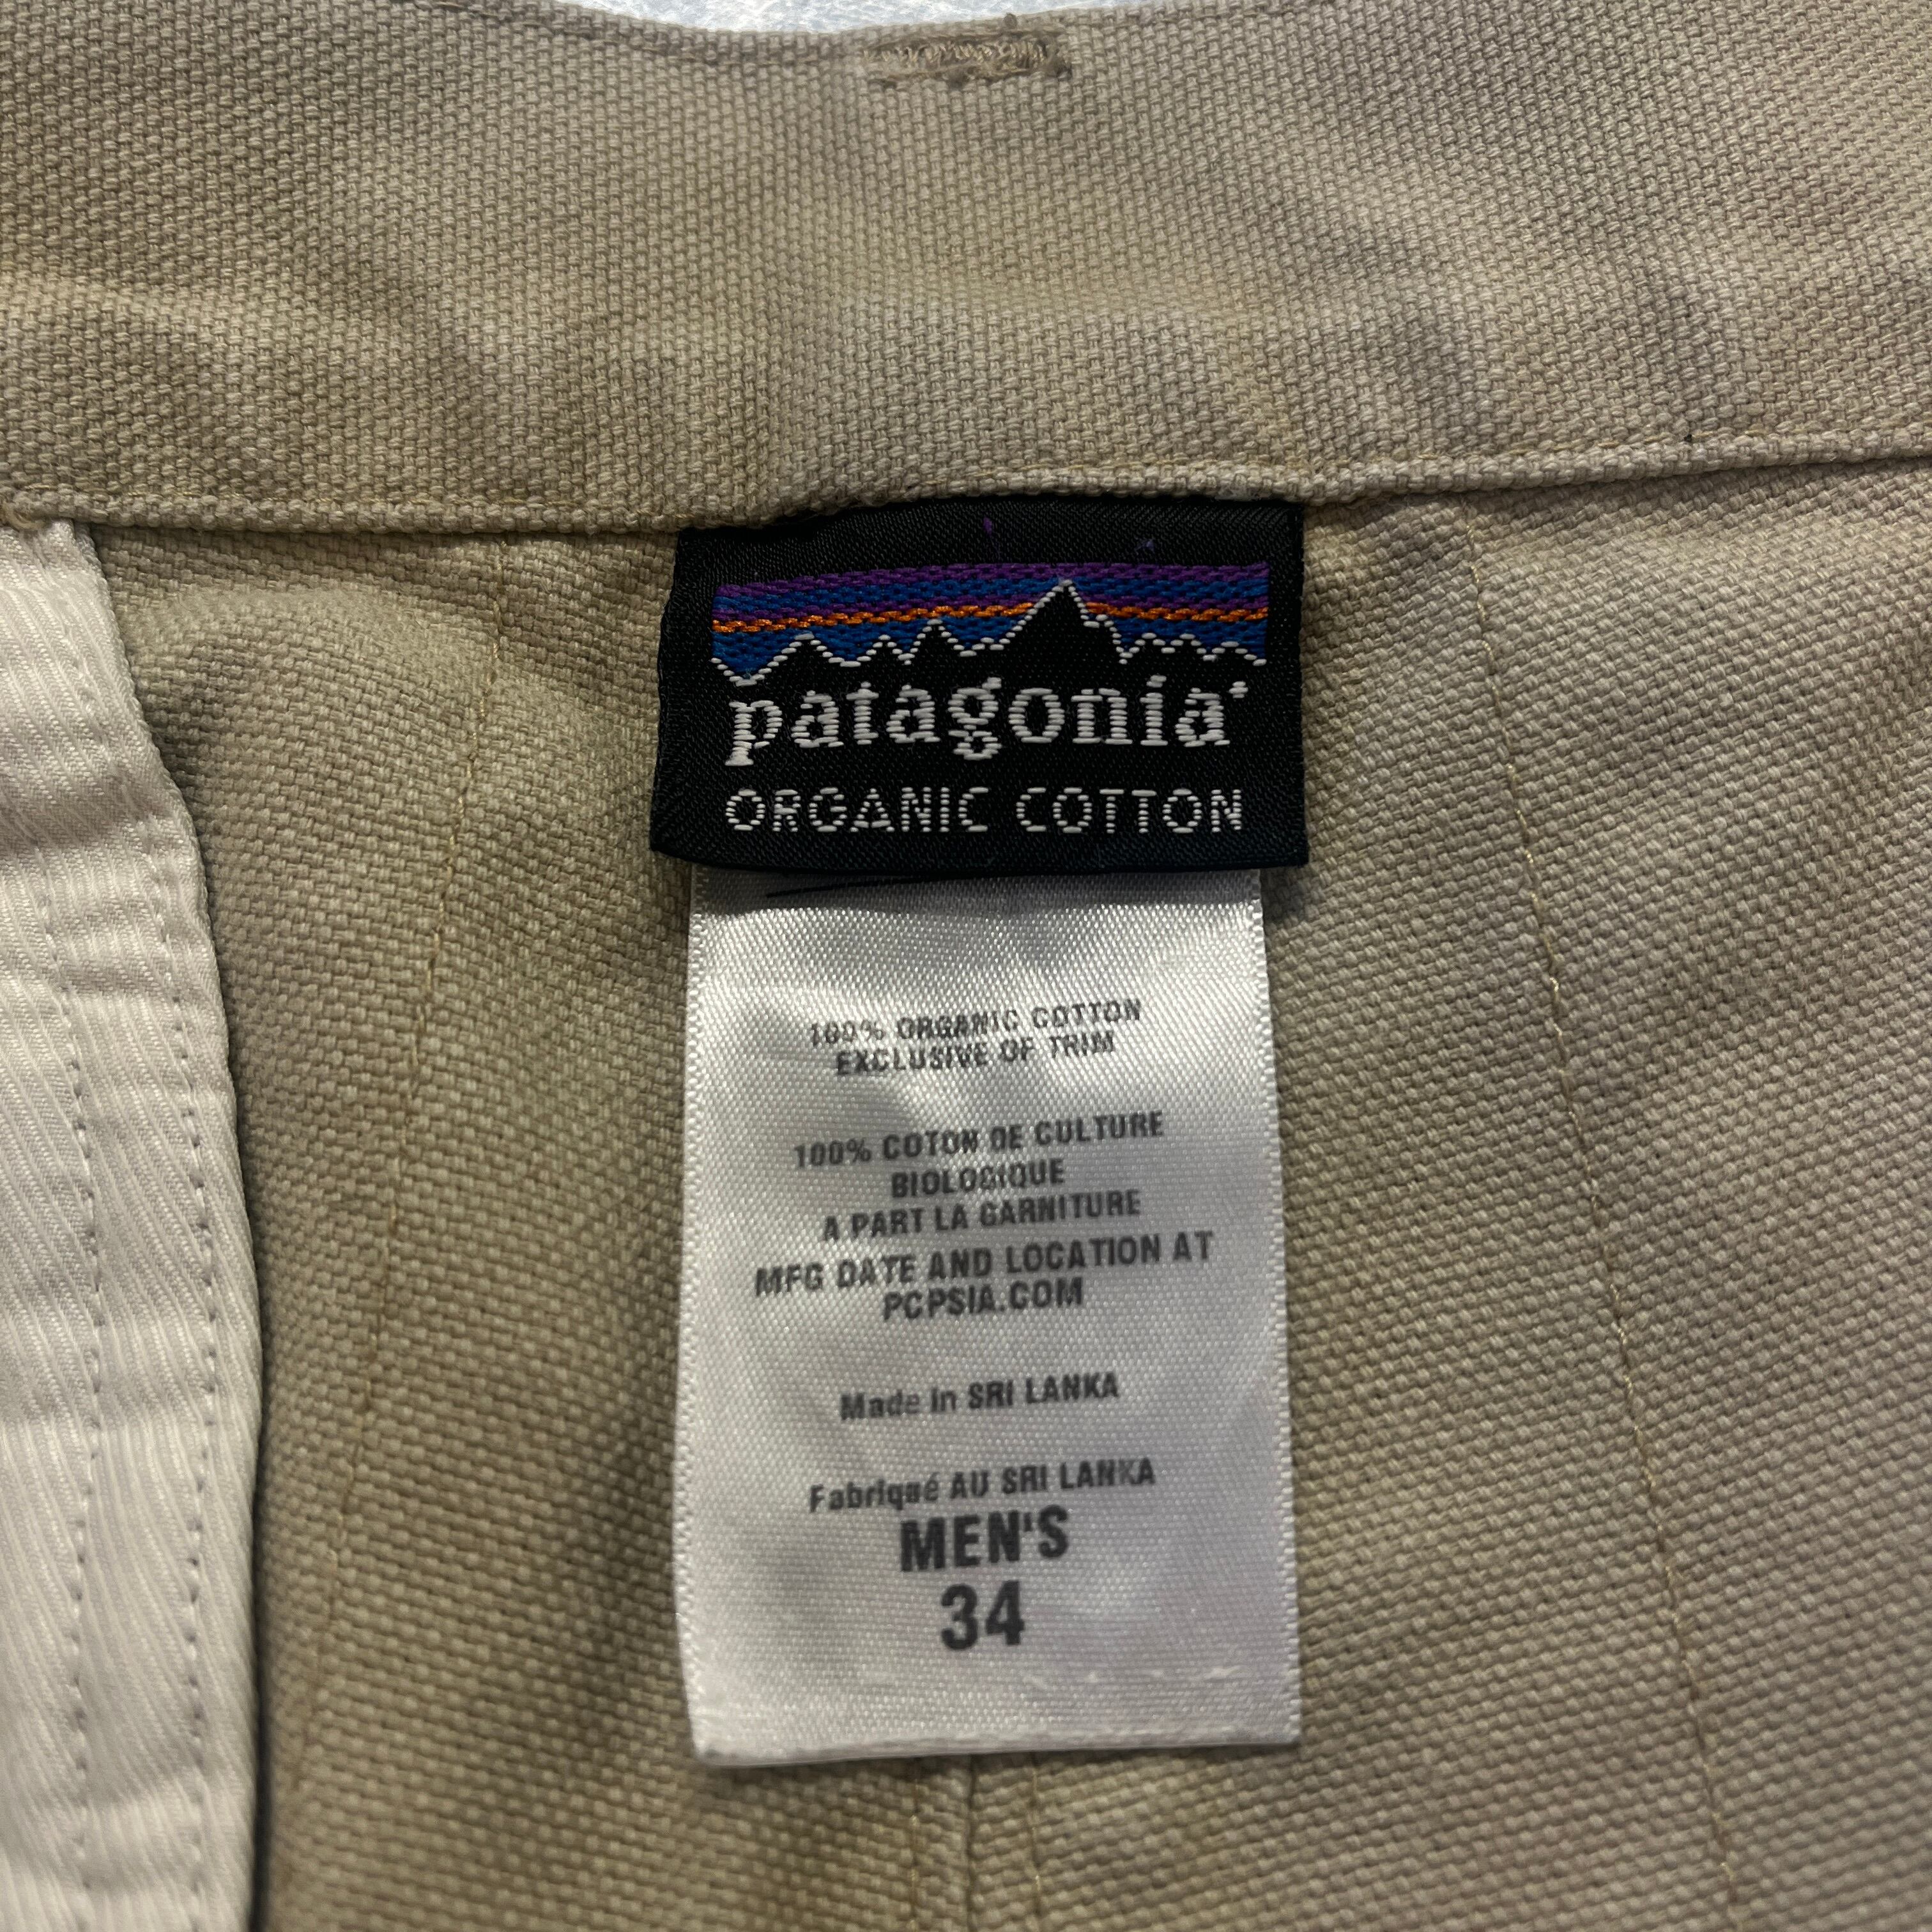 patagonia
ORGANIC COTTON
100% ORGANIC COTTON
EXCLUSIVE OF TRIM
100% COTON DE CULTURE
BIOLOGIQUE
A PART LA GARNITURE
MFG DATE AND LOCATION AT
PCPSIA.COM
Made in SRI LANKA
Fabriqué AU SRI LANKA
MEN'S
34